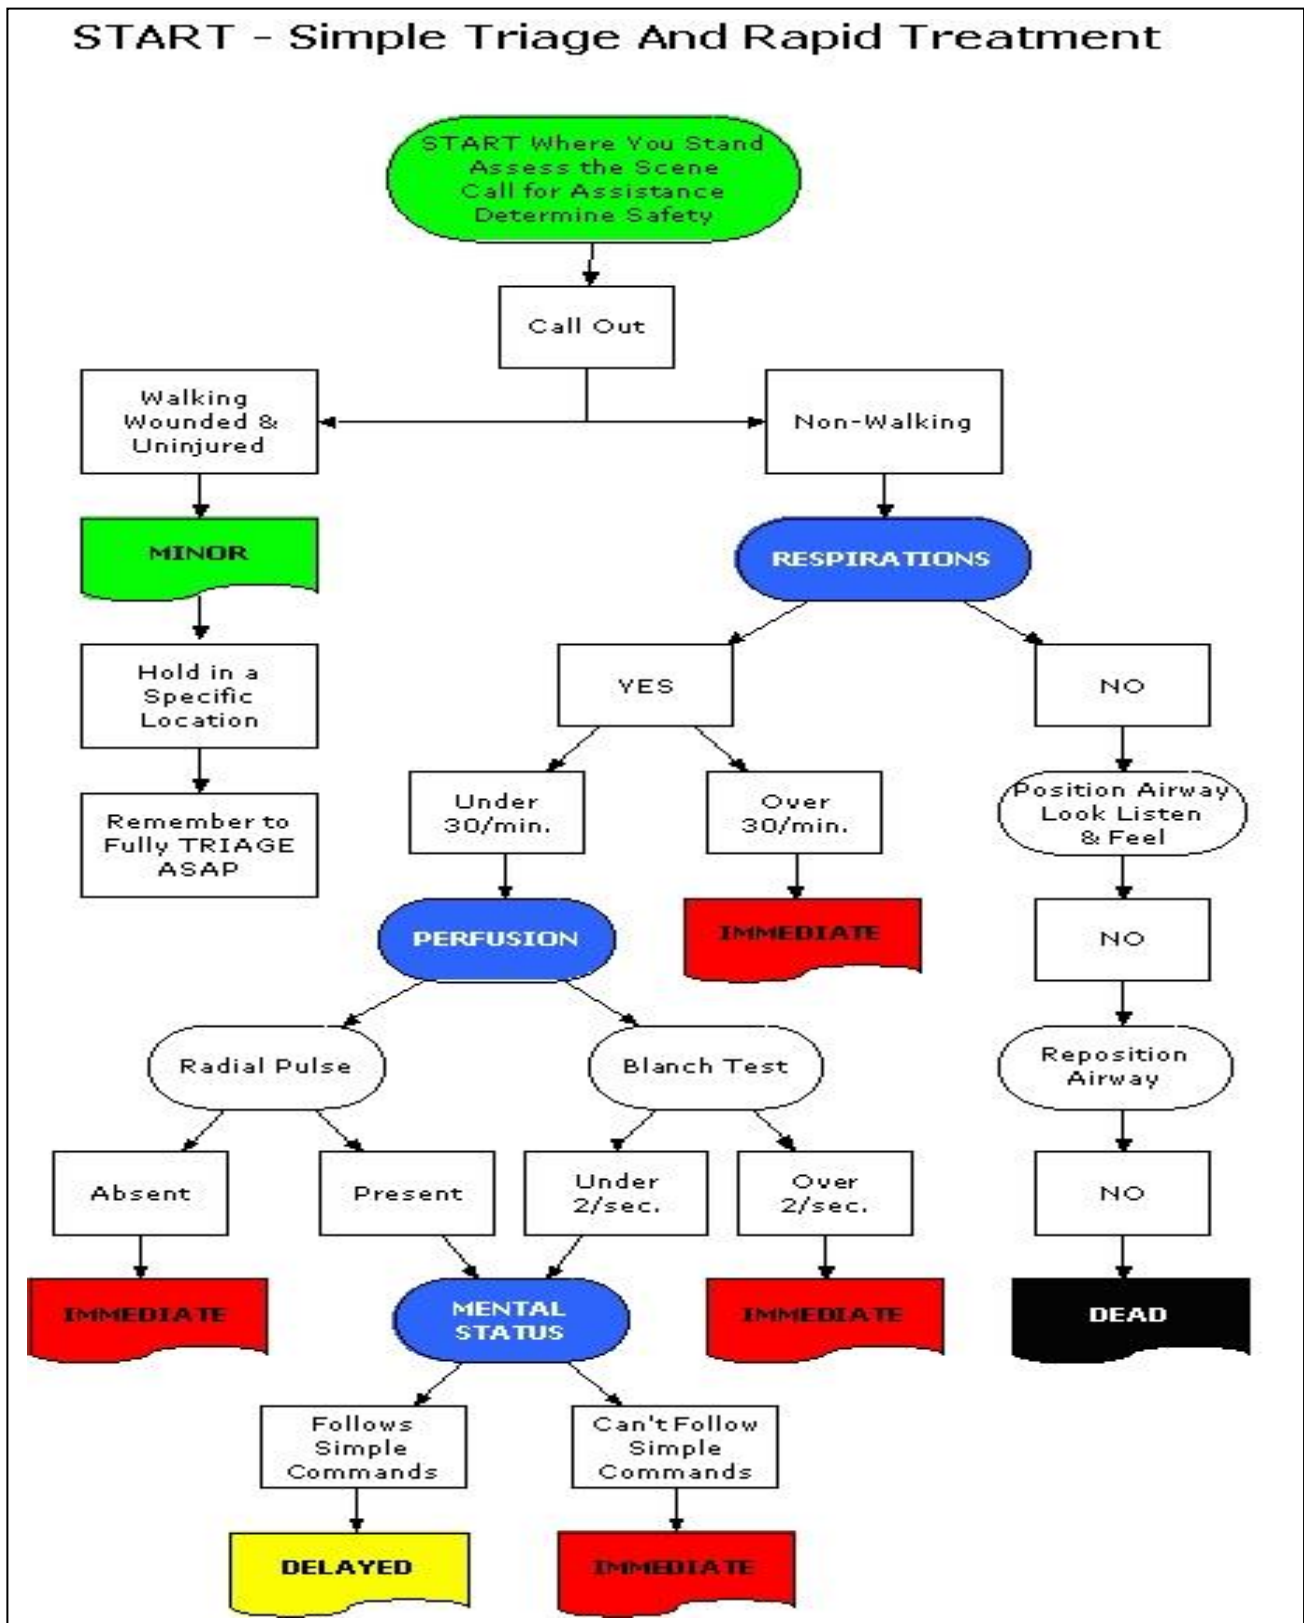 START - Simple Triage And Rapid Treatment
START Where You Stand
Assess the Scene
Call for Assistance
Determine Safety
Call Out
Walking
Wounded &
Uninjured
Non-Walking
MINOR
RESPIRATIONS
Hold in a
Specific
Location
YES
NO
Remember to
Fully TRIAGE
ASAP
Under
30/min.
Over
30/min.
Position Airway
Look Listen
& Feel
PERFUSION
IMMEDIATE
NO
Radial Pulse
Blanch Test
Reposition
Airway
Absent
Present
Under
2/sec.
Over
2/sec.
NO
IMMEDIATE
MENTAL
STATUS
IMMEDIATE
DEAD
Follows
Simple
Commands
Can't Follow
Simple
Commands
DELAYED
IMMEDIATE